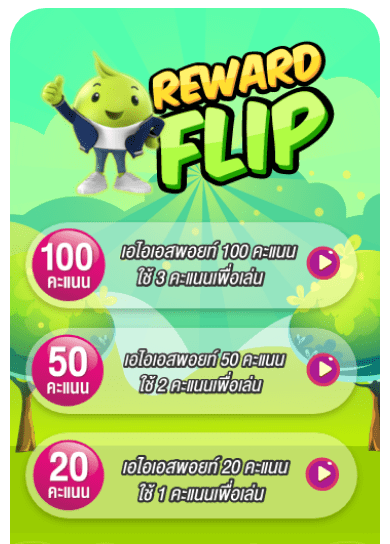 REWARD
FLIP
100
คะแนน
เอไอเอสพอยท์ 100 คะแนน
ใช้ 3 คะแนนเพื่อเล่น
50
คะแนน
เอไอเอสพอยท์ 50 คะแนน
ใช้ 2 คะแนนเพื่อเล่น
20
คะแนน
เอไอเอสพอยท์ 20 คะแนน
ใช้ 1 คะแนนเพื่อเล่น